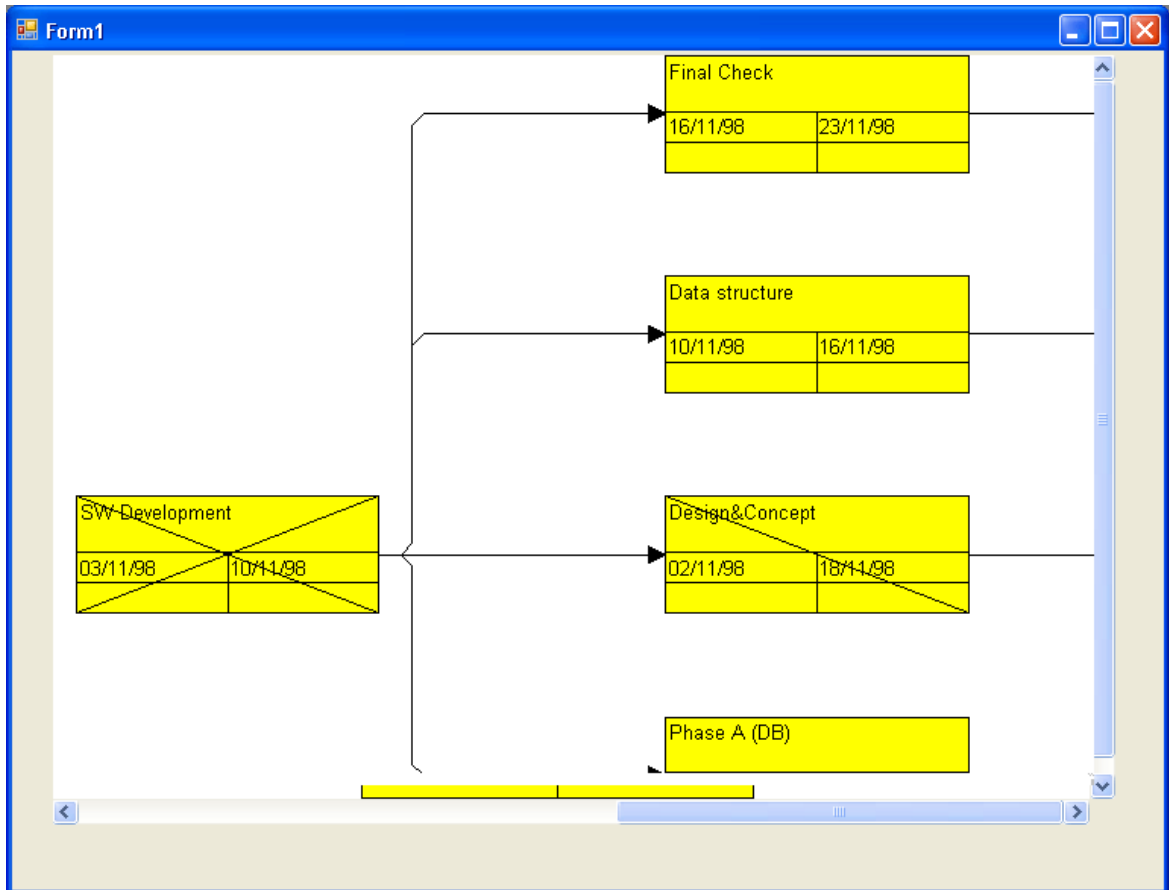 Form1
Final Check
16/11/98 23/11/98
Data structure
10/11/98 16/11/98
SW Development
03/11/98 10/11/98
Design&Concept
02/11/98 18/11/98
Phase A (DB)